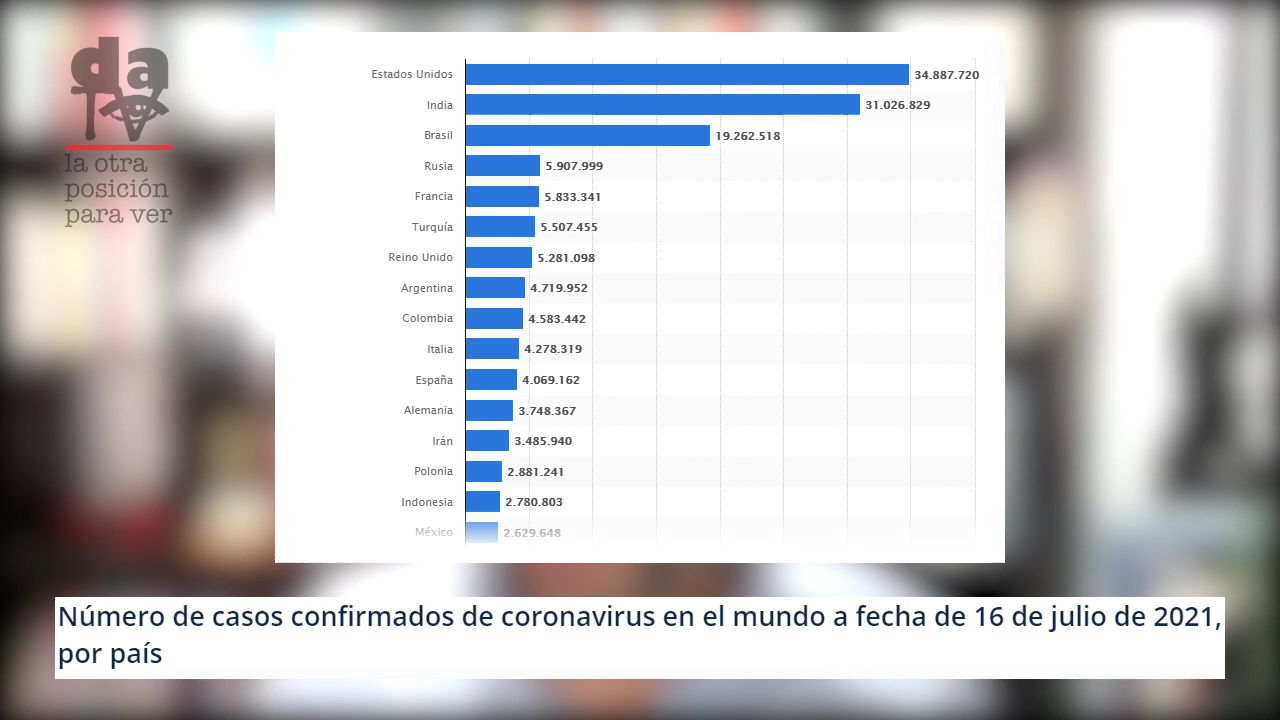 da
la otra
posición
para ver
Estados Unidos 34.887.720
India 31.026.829
Brasil 19.262.518
Rusia 5.907.999
Francia 5.833.341
Turquía 5.507.455
Reino Unido 5.281.098
Argentina 4.719.952
Colombia 4.583.442
Italia 4.278.319
España 4.069.162
Alemania 3.748.367
Irán 3.485.940
Polonia 2.881.241
Indonesia 2.780.803
México 2.629.648
Número de casos confirmados de coronavirus en el mundo a fecha de 16 de julio de 2021,
por país